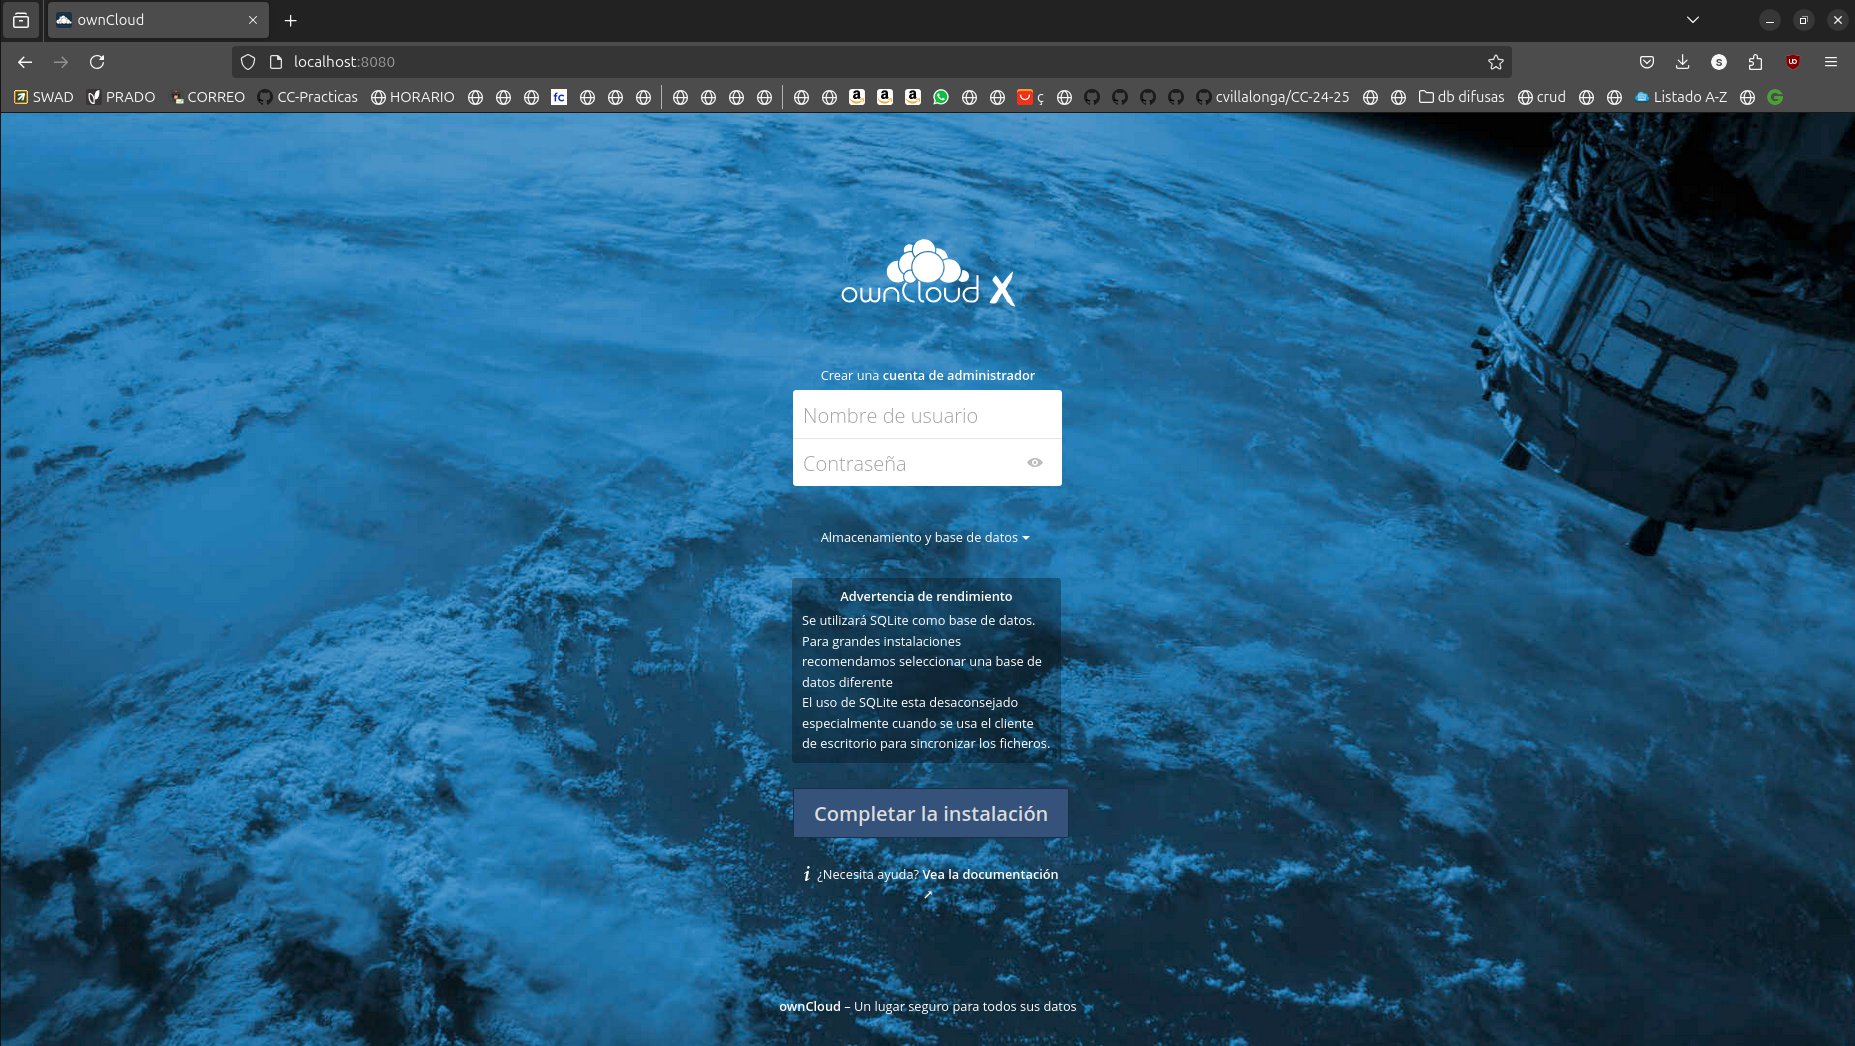 ownCloud
localhost:8080
SWAD PRADO CORREO CC-Practicas HORARIO fc ç cvillalonga/CC-24-25 db difusas crud Listado A-Z
ownCloud X
Crear una cuenta de administrador
Nombre de usuario
Contraseña
Almacenamiento y base de datos
Advertencia de rendimiento
Se utilizará SQLite como base de datos.
Para grandes instalaciones
recomendamos seleccionar una base de
datos diferente
El uso de SQLite esta desaconsejado
especialmente cuando se usa el cliente
de escritorio para sincronizar los ficheros.
Completar la instalación
¿Necesita ayuda? Vea la documentación
ownCloud – Un lugar seguro para todos sus datos